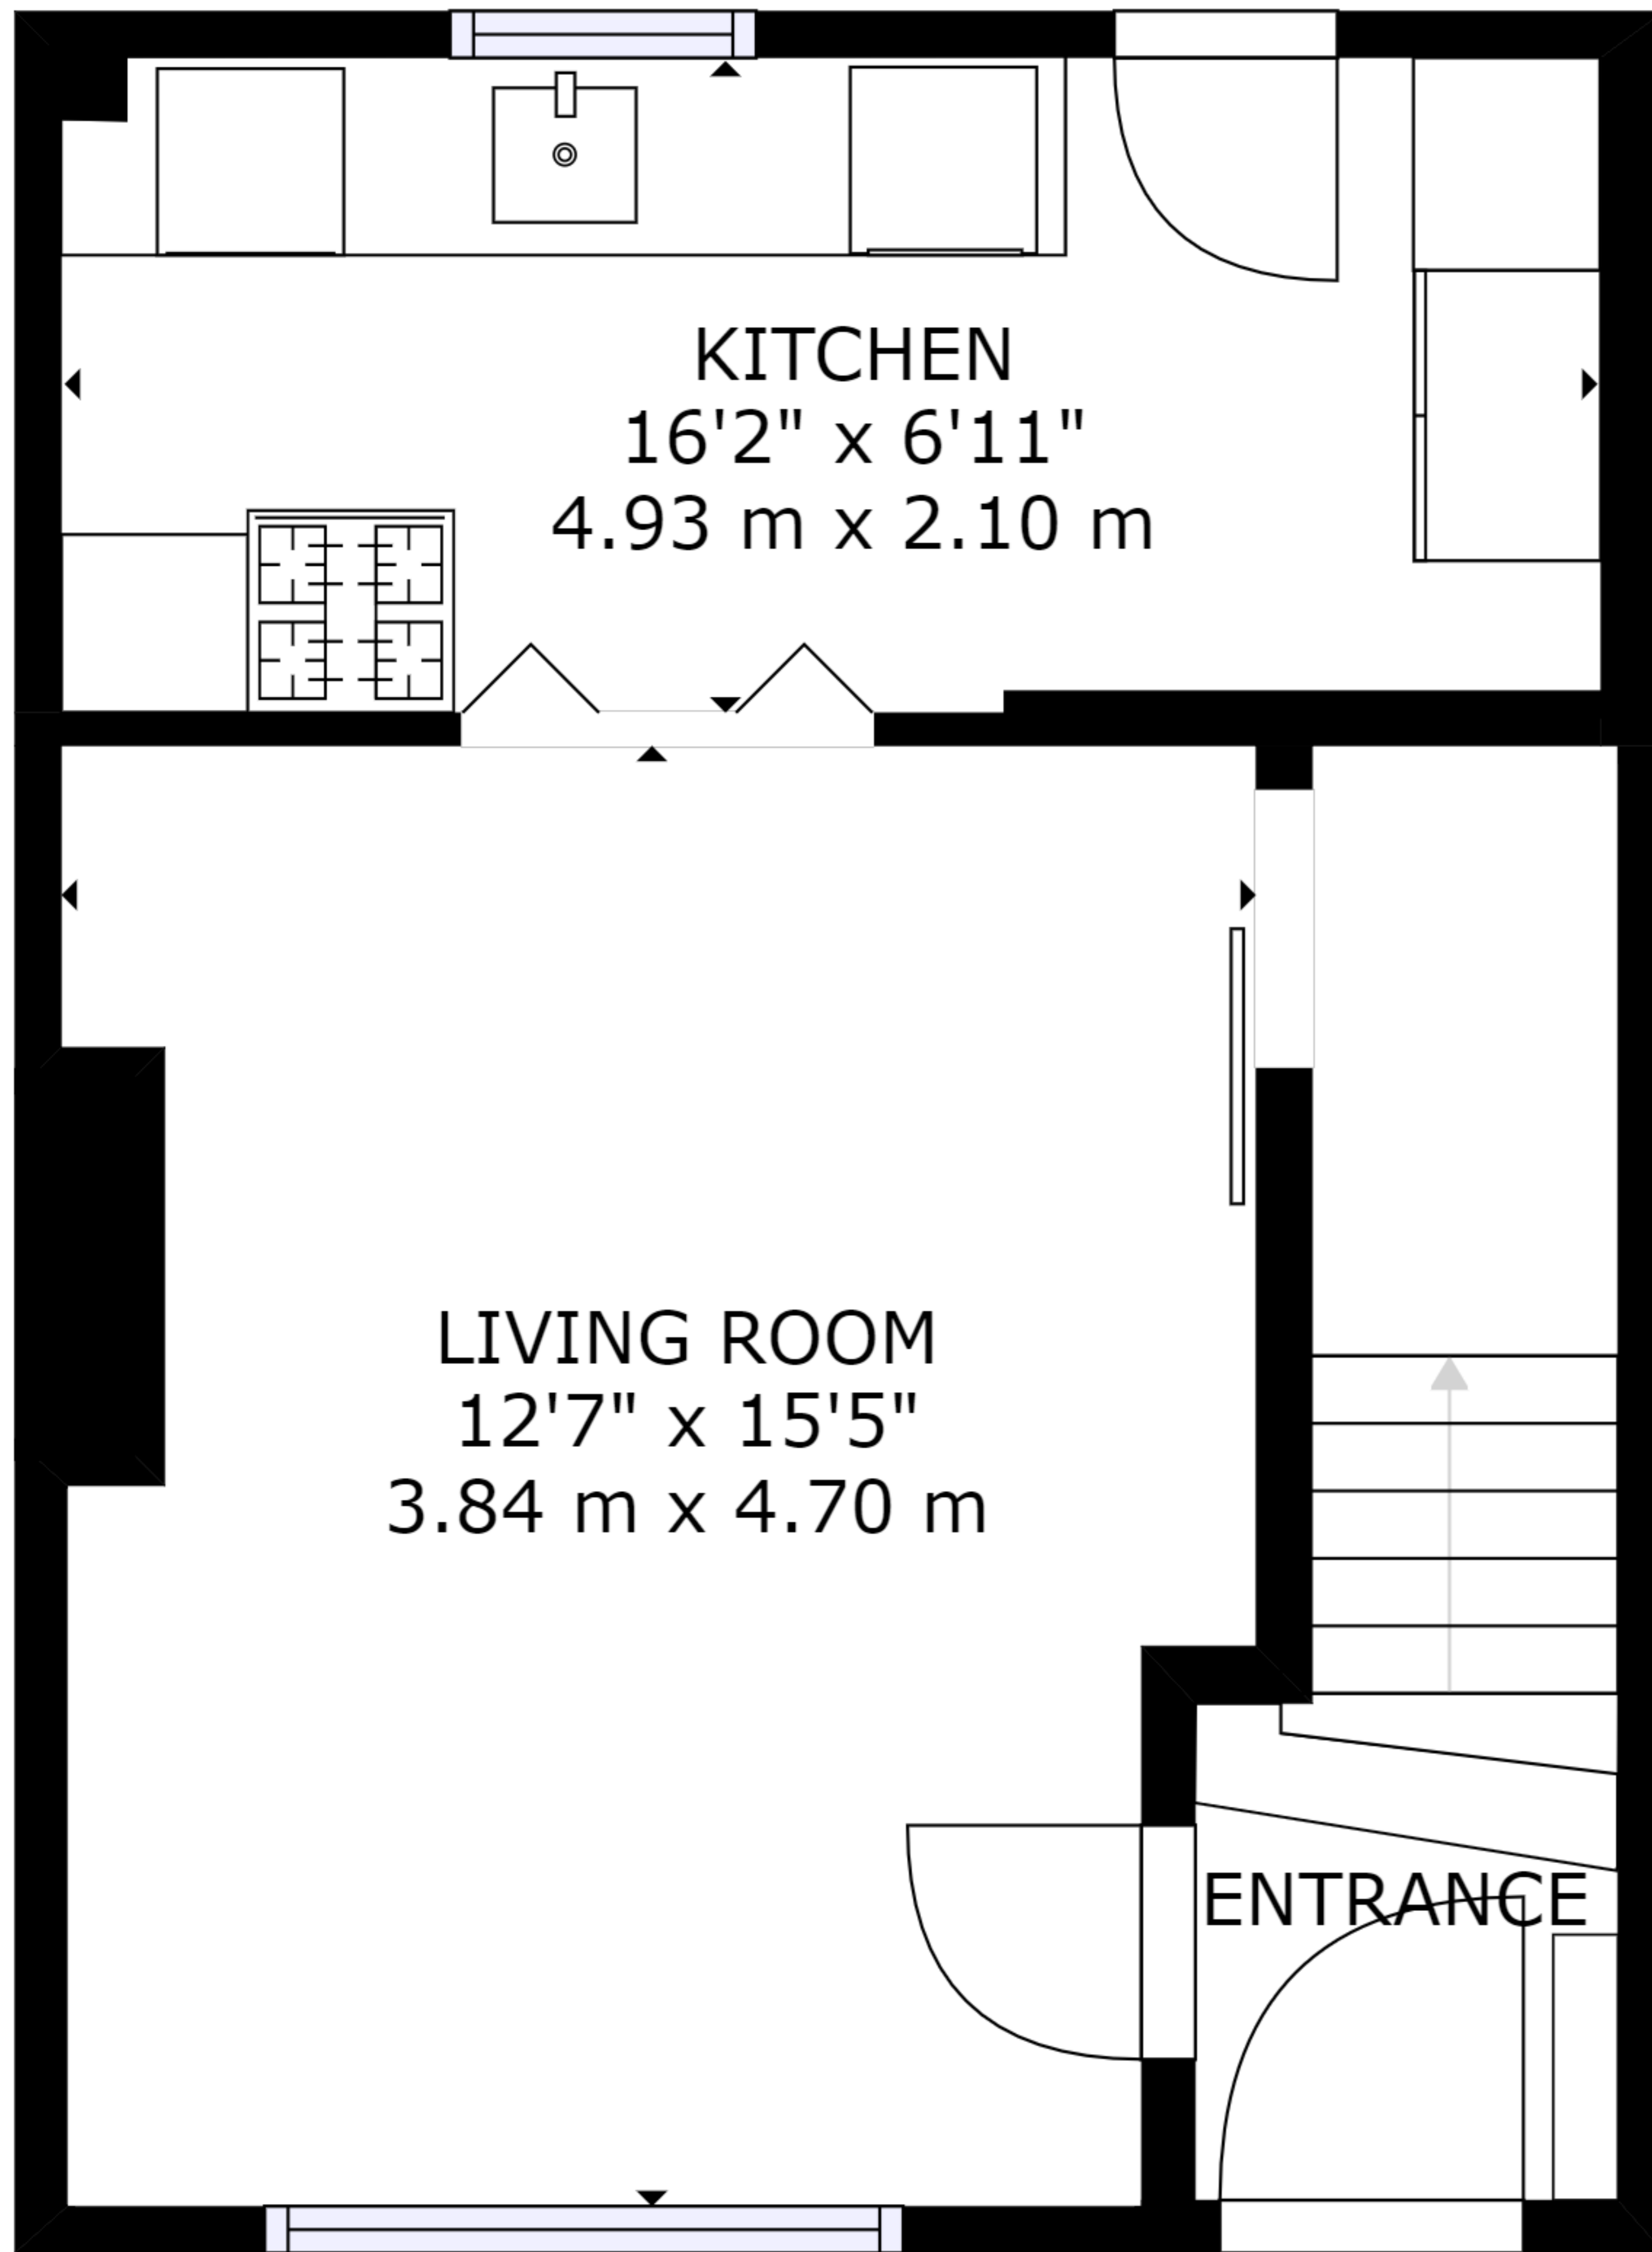 KITCHEN
16'2" x 6'11"
4.93 m x 2.10 m
LIVING ROOM
12'7" x 15'5"
3.84 m x 4.70 m
ENTRANCE